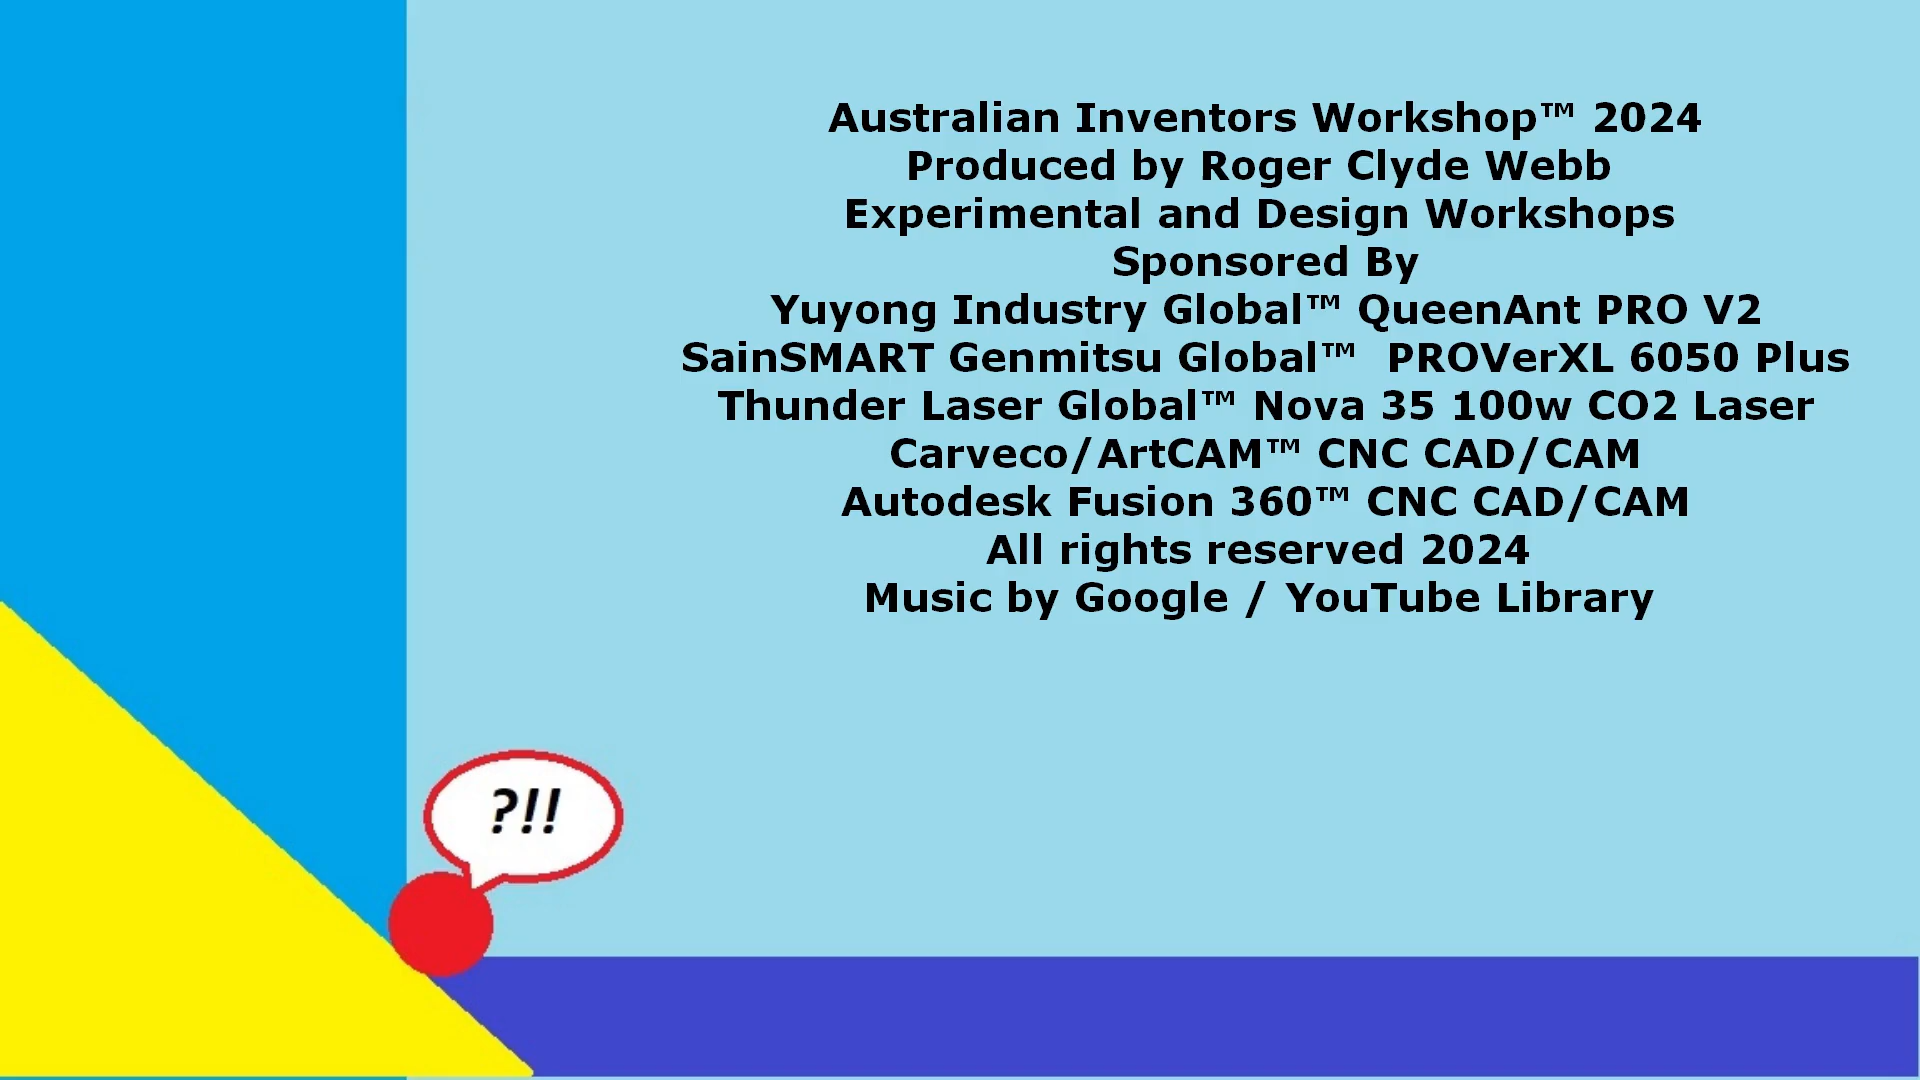 Australian Inventors Workshop™ 2024
Produced by Roger Clyde Webb
Experimental and Design Workshops
Sponsored By
Yuyong Industry Global™ QueenAnt PRO V2
SainSMART Genmitsu Global™  PROVerXL 6050 Plus
Thunder Laser Global™ Nova 35 100w CO2 Laser
Carveco/ArtCAM™ CNC CAD/CAM
Autodesk Fusion 360™ CNC CAD/CAM
All rights reserved 2024
Music by Google / YouTube Library
?!!